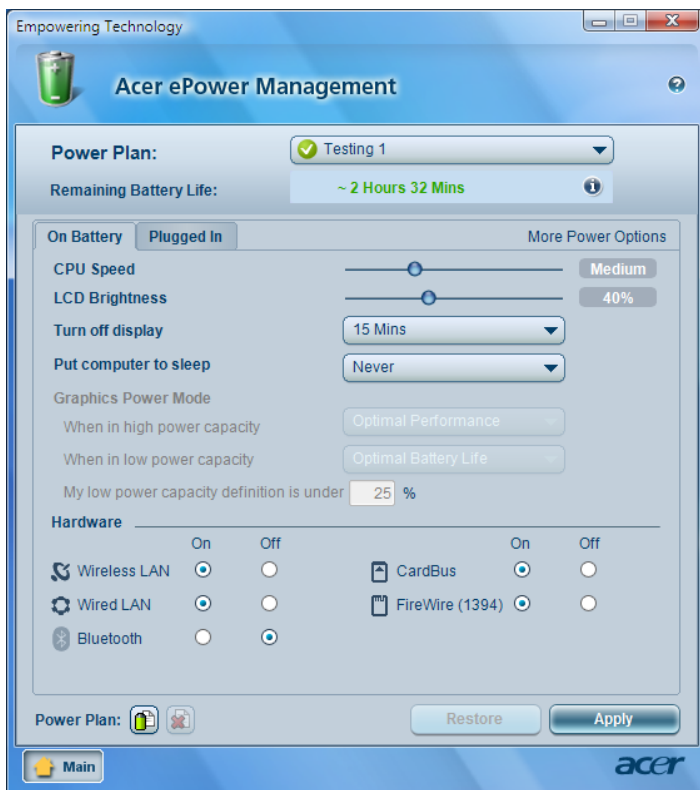 Empowering Technology
Acer ePower Management
Power Plan: Testing 1
Remaining Battery Life: ~ 2 Hours 32 Mins
On Battery Plugged In More Power Options
CPU Speed Medium
LCD Brightness 40%
Turn off display 15 Mins
Put computer to sleep Never
Graphics Power Mode
When in high power capacity Optimal Performance
When in low power capacity Optimal Battery Life
My low power capacity definition is under 25 %
Hardware
On Off On Off
Wireless LAN CardBus
Wired LAN FireWire (1394)
Bluetooth
Power Plan: Restore Apply
Main acer